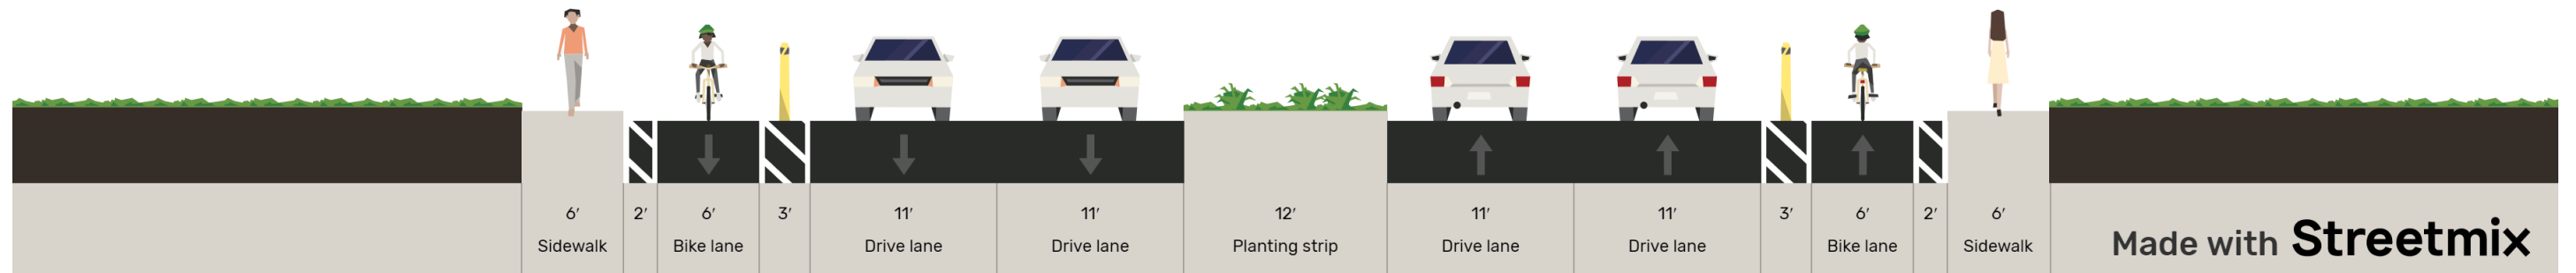 6′ 2′ 6′ 3′ 11′ 11′ 12′ 11′ 11′ 3′ 6′ 2′ 6′
Sidewalk Bike lane Drive lane Drive lane Planting strip Drive lane Drive lane Bike lane Sidewalk
Made with Streetmix